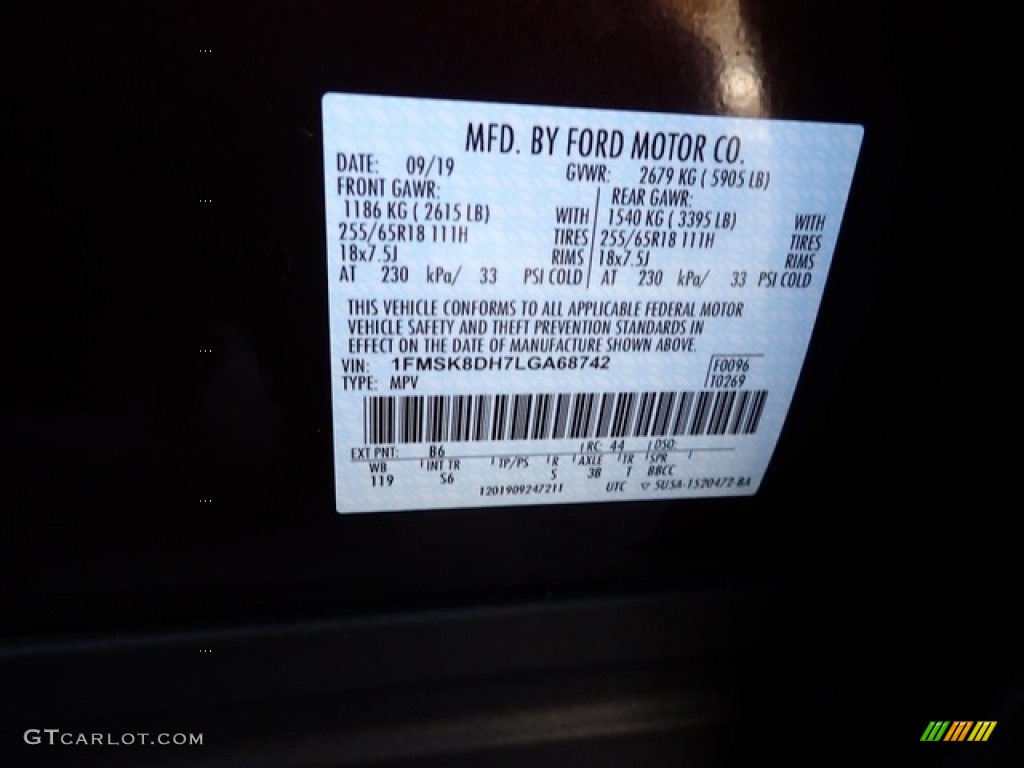 MFD. BY FORD MOTOR CO.
DATE: 09/19 GVWR: 2679 KG ( 5905 LB)
FRONT GAWR: REAR GAWR:
1186 KG ( 2615 LB) WITH 1540 KG ( 3395 LB) WITH
255/65R18 111H TIRES 255/65R18 111H TIRES
18x7.5J RIMS 18x7.5J RIMS
AT 230 kPa/ 33 PSI COLD AT 230 kPa/ 33 PSI COLD
THIS VEHICLE CONFORMS TO ALL APPLICABLE FEDERAL MOTOR
VEHICLE SAFETY AND THEFT PREVENTION STANDARDS IN
EFFECT ON THE DATE OF MANUFACTURE SHOWN ABOVE.
VIN: 1FMSK8DH7LGA68742 F0096
TYPE: MPV T0269
EXT PNT: B6 RC: 44 DSO:
WB INT TR TP/PS R AXLE TR SPR
119 S6 S 3B T BBCC
1201909247211 UTC ▽ 5USA-1520472-BA
GTCARLOT.COM